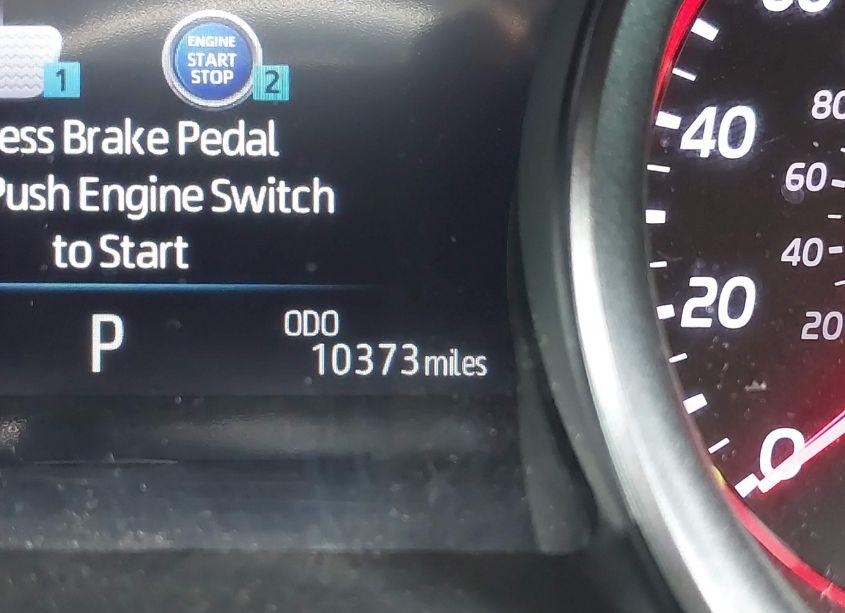 ENGINE
START
STOP
1
2
ess Brake Pedal
Push Engine Switch
to Start
P
ODO
10373 miles
40
20
0
80
60
40
20